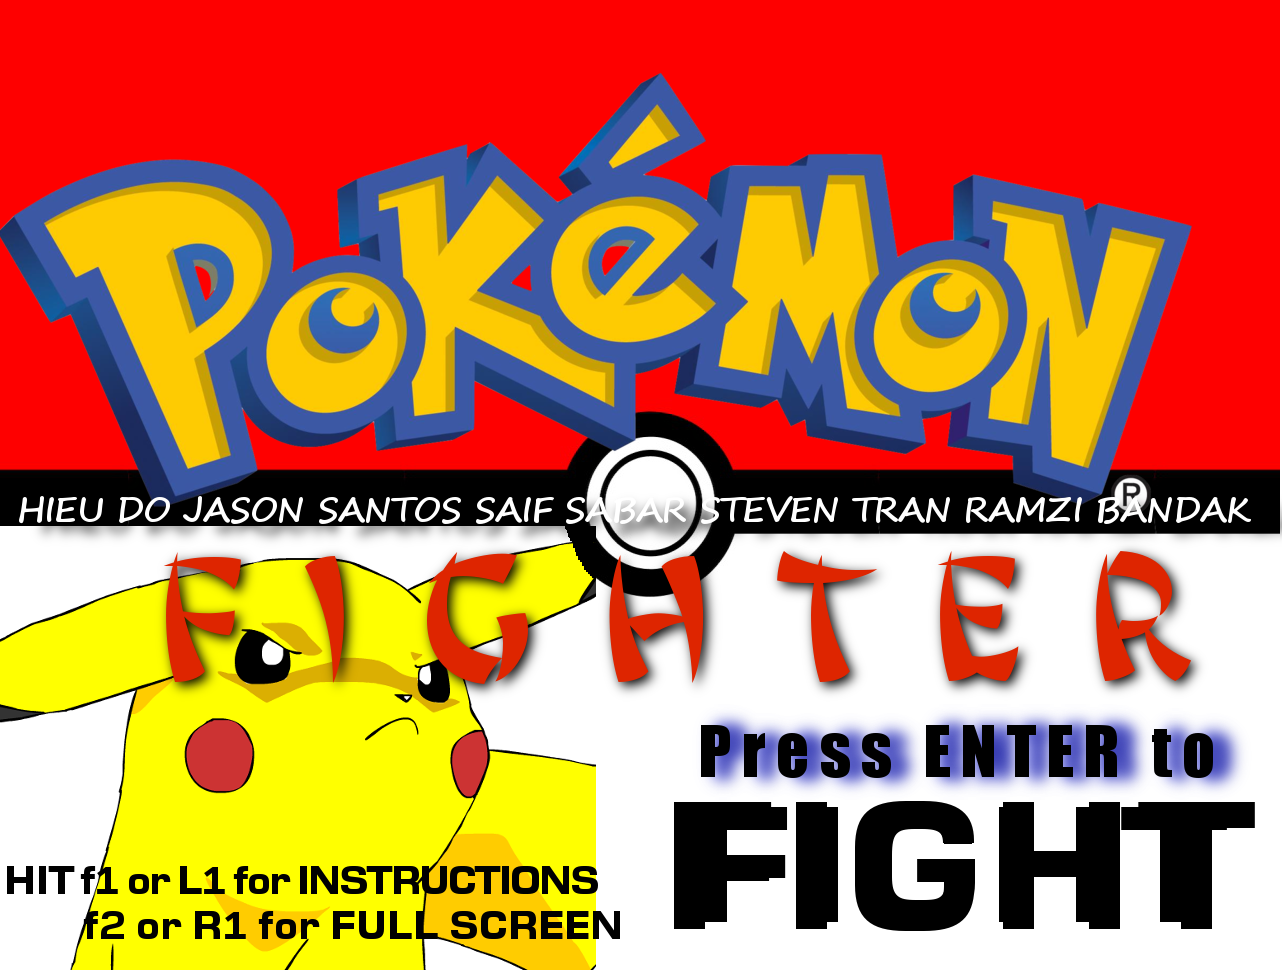 POKéMON
®
HIEU DO JASON SANTOS SAIF SABAR STEVEN TRAN RAMZI BANDAK
FIGHTER
Press ENTER to
FIGHT
HIT f1 or L1 for INSTRUCTIONS
f2 or R1 for FULL SCREEN